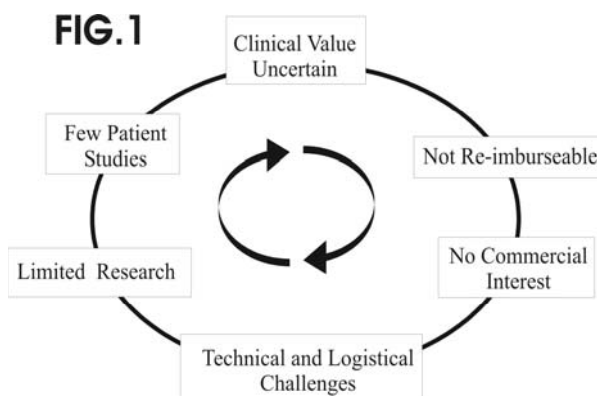 FIG.1
Clinical Value
Uncertain
Few Patient
Studies
Not Re-imburseable
Limited Research
No Commercial
Interest
Technical and Logistical
Challenges